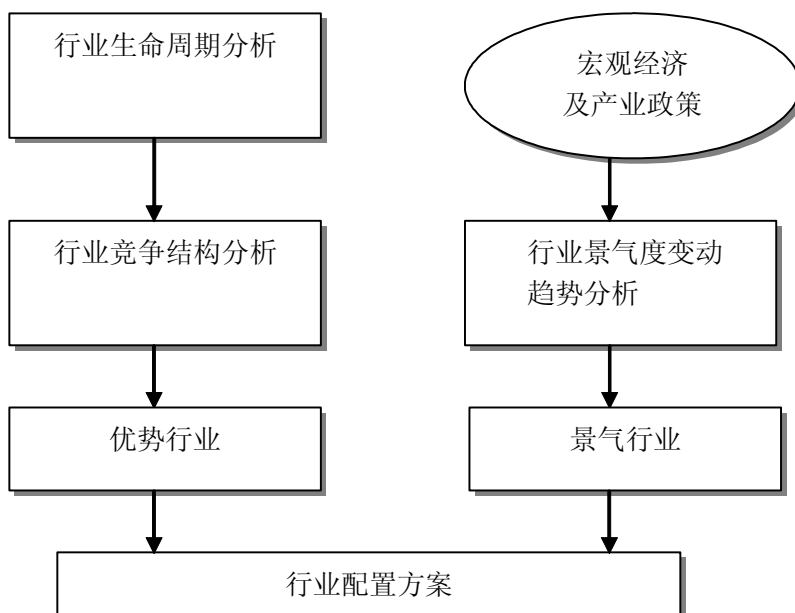 行业生命周期分析
宏观经济
及产业政策
行业竞争结构分析
行业景气度变动
趋势分析
优势行业
景气行业
行业配置方案